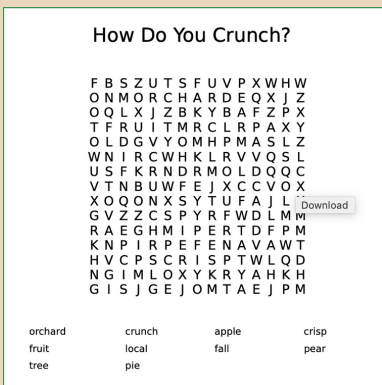 How Do You Crunch?
F B S Z U T S F U V P X W H W
O N M O R C H A R D E Q X J Z
O Q L X J Z B K Y B A F Z P X
T F R U I T M R C L R P A X Y
O L D G V Y O M H P M A S L Z
W N I R C W H K L R V V Q S L
U S F K R N D R M O L D Q Q C
V T N B U W F E J X C C V O X
X O Q O N X S Y T U F A J L
G V Z Z C S P Y R F W D L M M
R A E G H M I P E R T D F P M
K N P I R P E F E N A V A W T
H V C P S C R I S P T W L Q D
N G I M L O X Y K R Y A H K H
G I S J G E J O M T A E J P M
Download
orchard crunch apple crisp
fruit local fall pear
tree pie